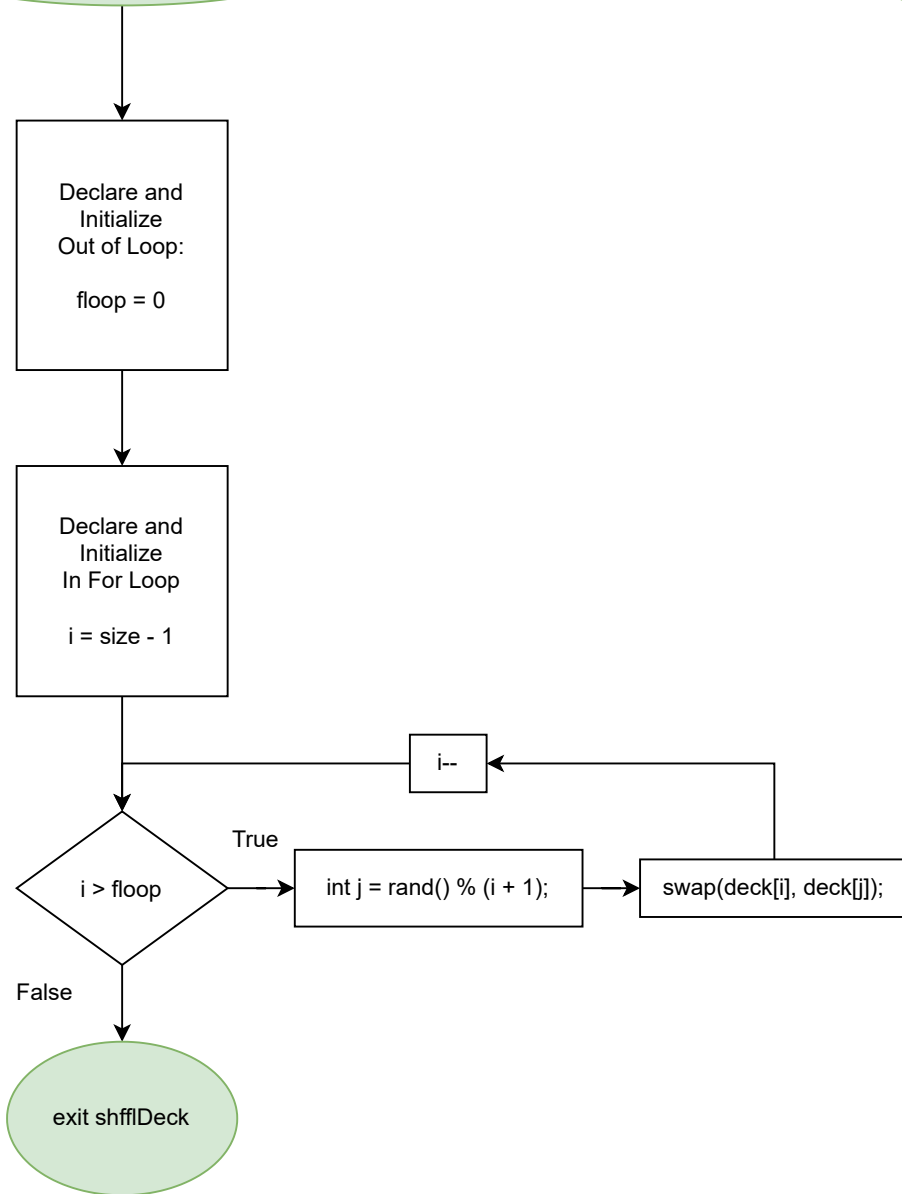 Declare and
Initialize
Out of Loop:
floop = 0
Declare and
Initialize
In For Loop
i = size - 1
i--
True
i > floop
int j = rand() % (i + 1);
swap(deck[i], deck[j]);
False
exit shfflDeck